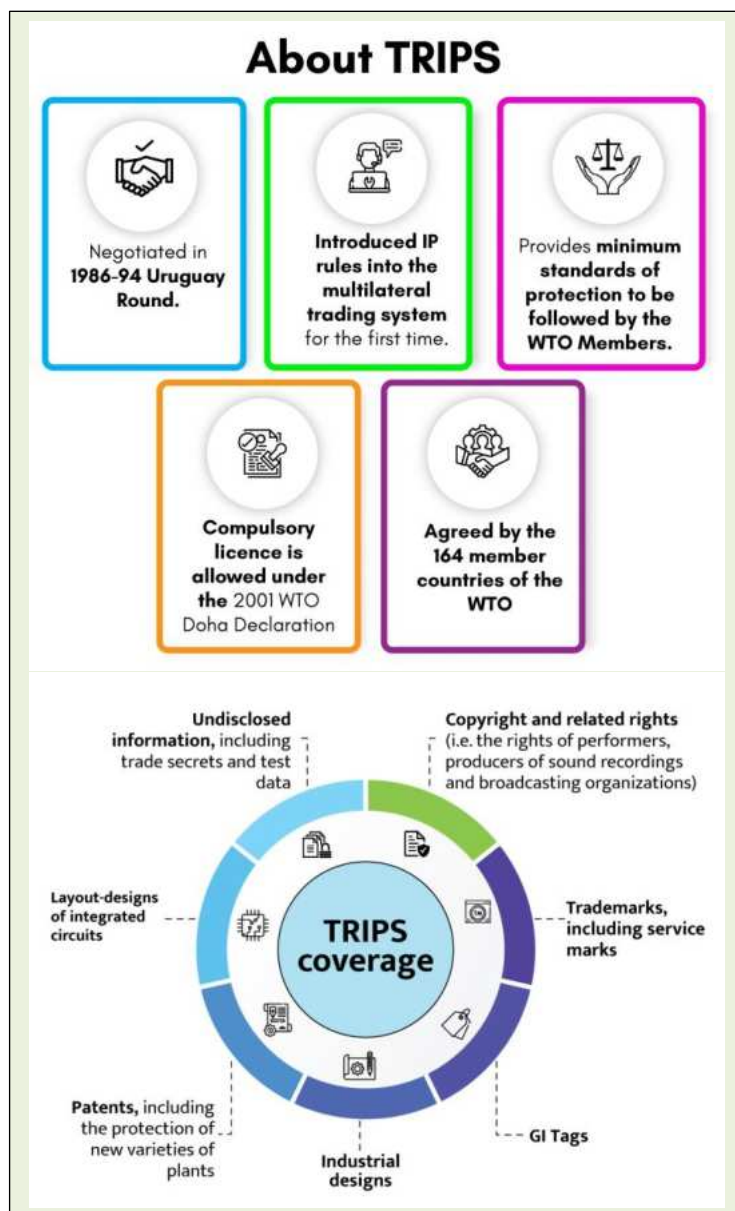 About TRIPS
Negotiated in
1986-94 Uruguay
Round.
Introduced IP
rules into the
multilateral
trading system
for the first time.
Provides minimum
standards of
protection to be
followed by the
WTO Members.
Compulsory
licence is
allowed under
the 2001 WTO
Doha Declaration
Agreed by the
164 member
countries of the
WTO
Undisclosed
information, including
trade secrets and test
data
Copyright and related rights
(i.e. the rights of performers,
producers of sound recordings
and broadcasting organizations)
Layout-designs
of integrated
circuits
TRIPS
coverage
TM
Trademarks,
including service
marks
Patents, including
the protection of
new varieties of
plants
Industrial
designs
GI Tags